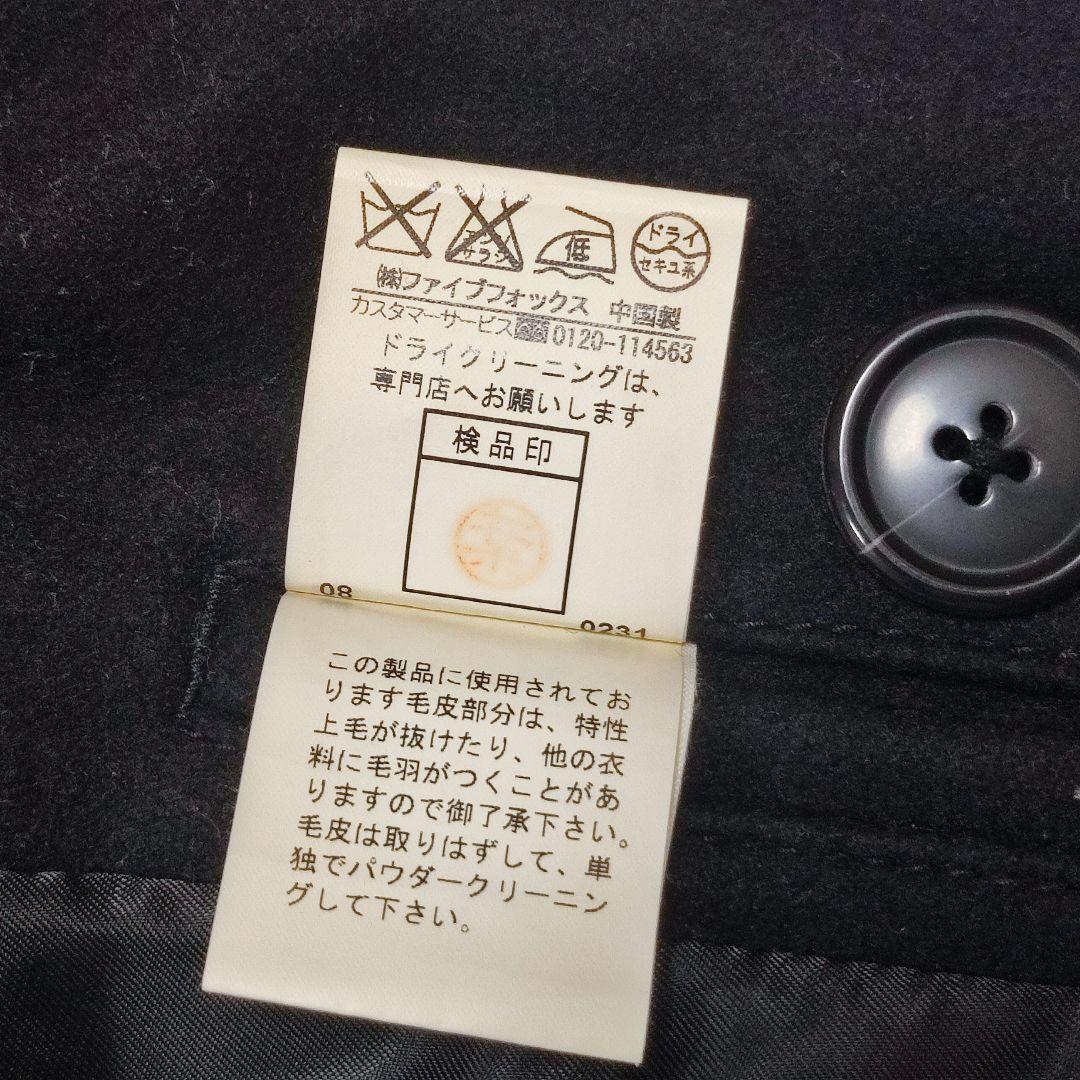 エンソ
サラシ
低
ドライ
セキユ系
㈱ファイブフォックス 中国製
カスタマーサービス 0120-114563
ドライクリーニングは、
専門店へお願いします
検品印
08
0231
この製品に使用されてお
ります毛皮部分は、特性
上毛が抜けたり、他の衣
料に毛羽がつくことがあ
りますので御了承下さい。
毛皮は取りはずして、単
独でパウダークリーニン
グして下さい。